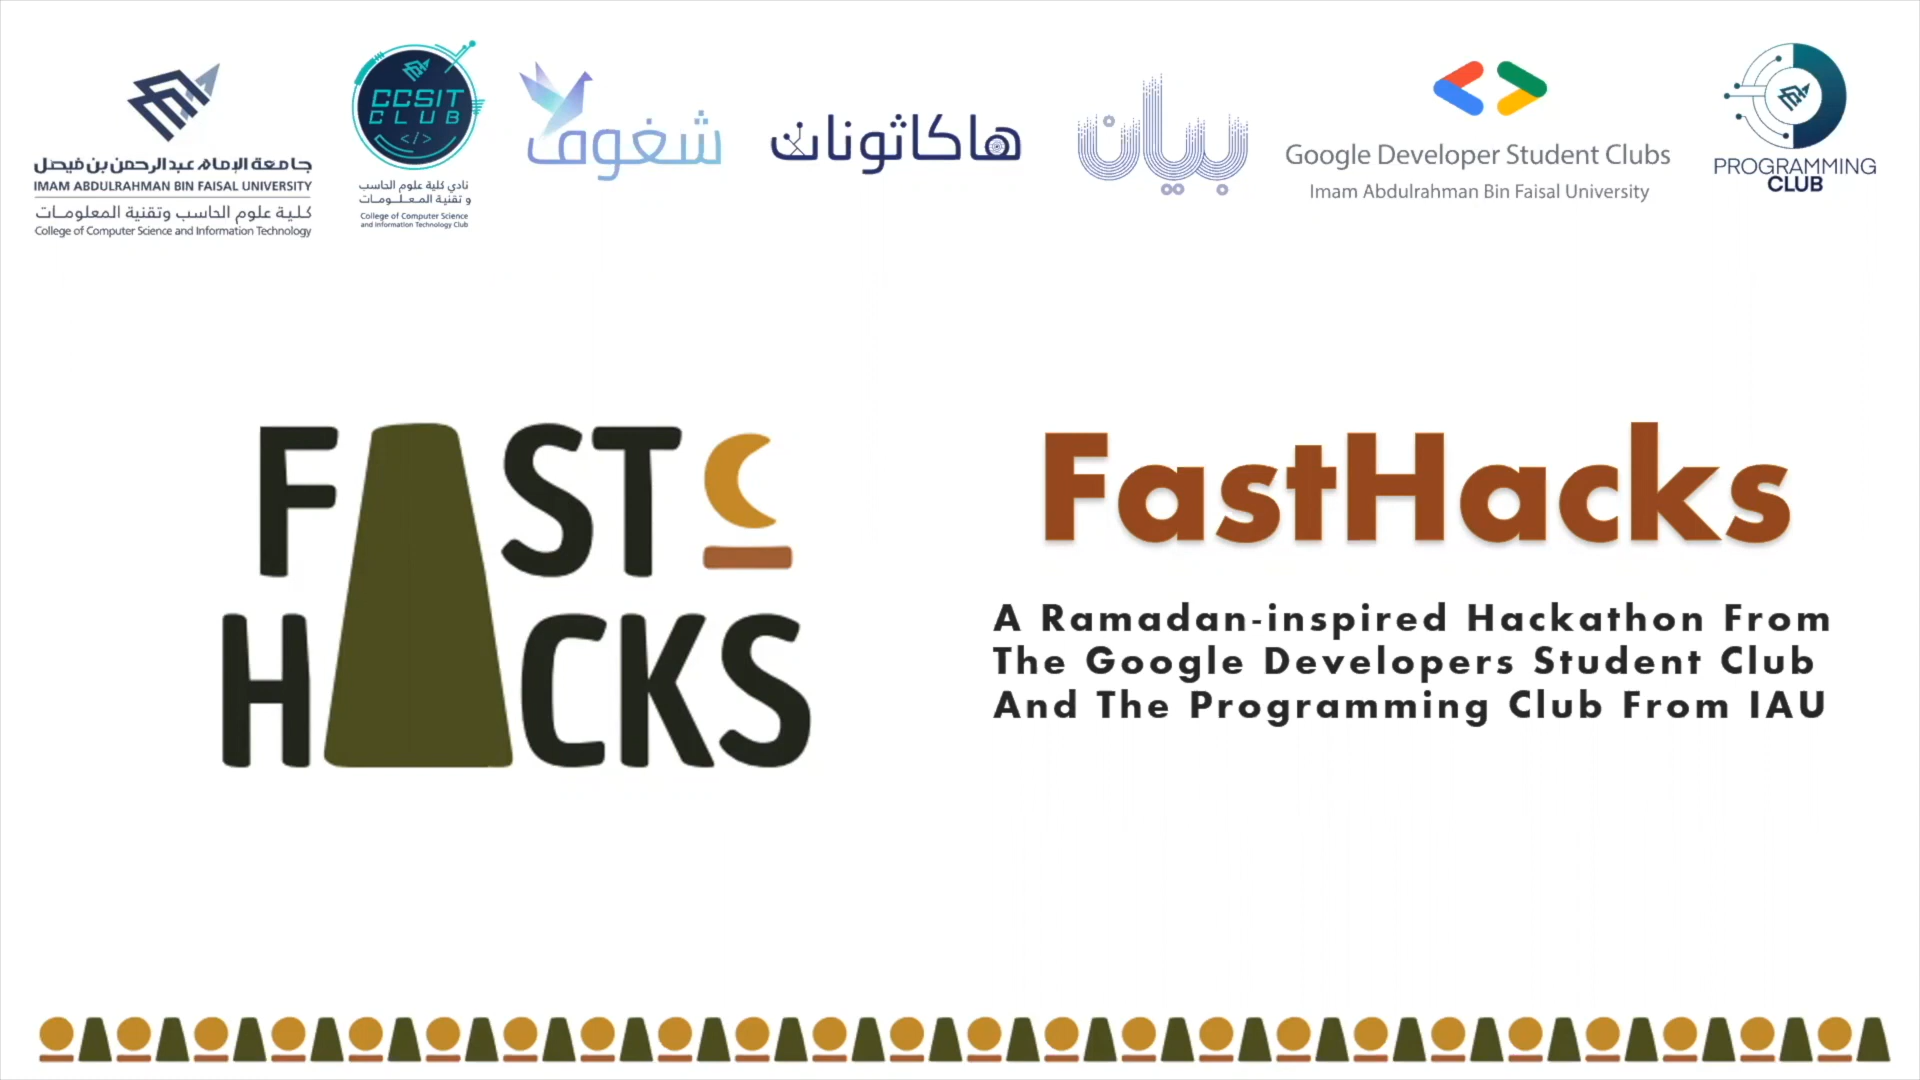 جامعة الإمام عبد الرحمن بن فيصل
IMAM ABDULRAHMAN BIN FAISAL UNIVERSITY
كلية علوم الحاسب وتقنية المعلومات
College of Computer Science and Information Technology
CCSIT
CLUB
</>
نادي كلية علوم الحاسب
و تقنية المعلومات
College of Computer Science
and Information Technology Club
شغوف
هاكاثونات
بيان
Google Developer Student Clubs
Imam Abdulrahman Bin Faisal University
PROGRAMMING
CLUB
FAST
HACKS
FastHacks
A Ramadan-inspired Hackathon From
The Google Developers Student Club
And The Programming Club From IAU